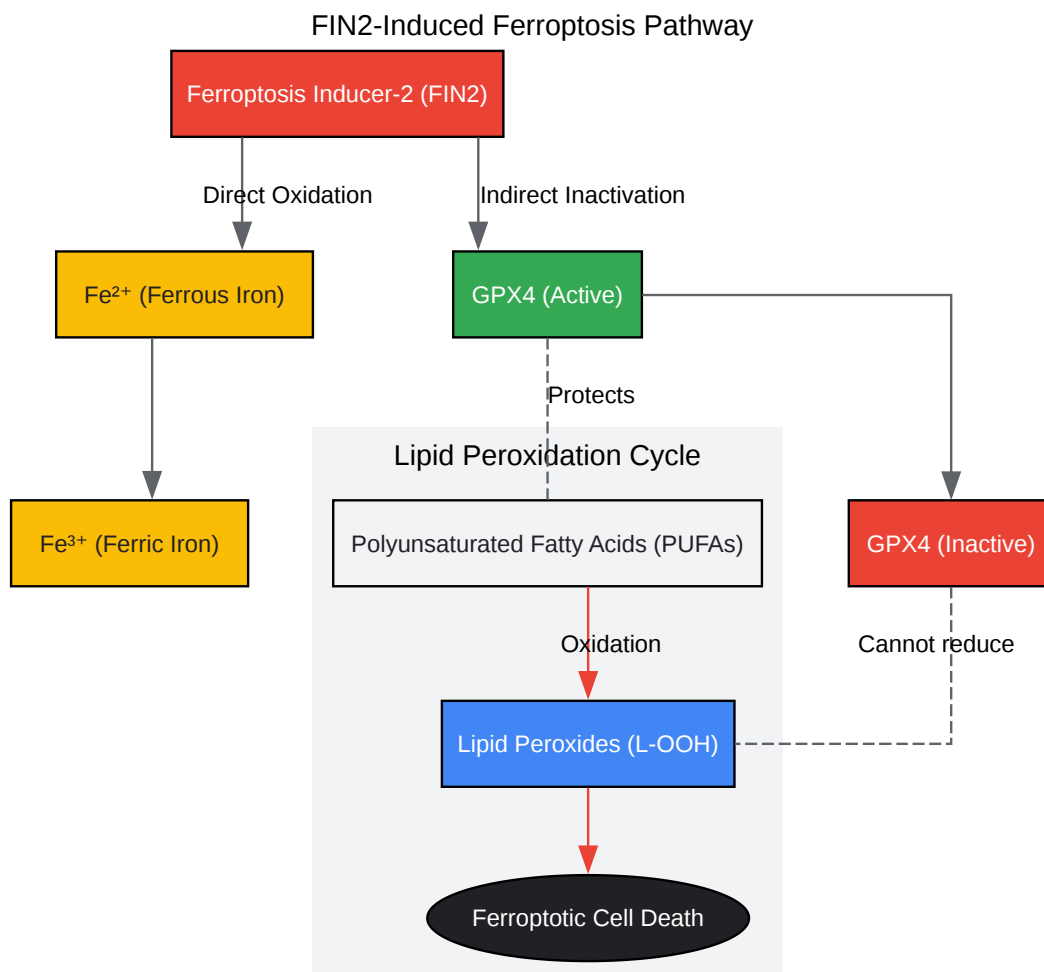 FIN2-Induced Ferroptosis Pathway
Ferroptosis Inducer-2 (FIN2)
Direct Oxidation
Indirect Inactivation
Fe²⁺ (Ferrous Iron)
GPX4 (Active)
Protects
Lipid Peroxidation Cycle
Fe³⁺ (Ferric Iron)
Polyunsaturated Fatty Acids (PUFAs)
GPX4 (Inactive)
Oxidation
Cannot reduce
Lipid Peroxides (L-OOH)
Ferroptotic Cell Death